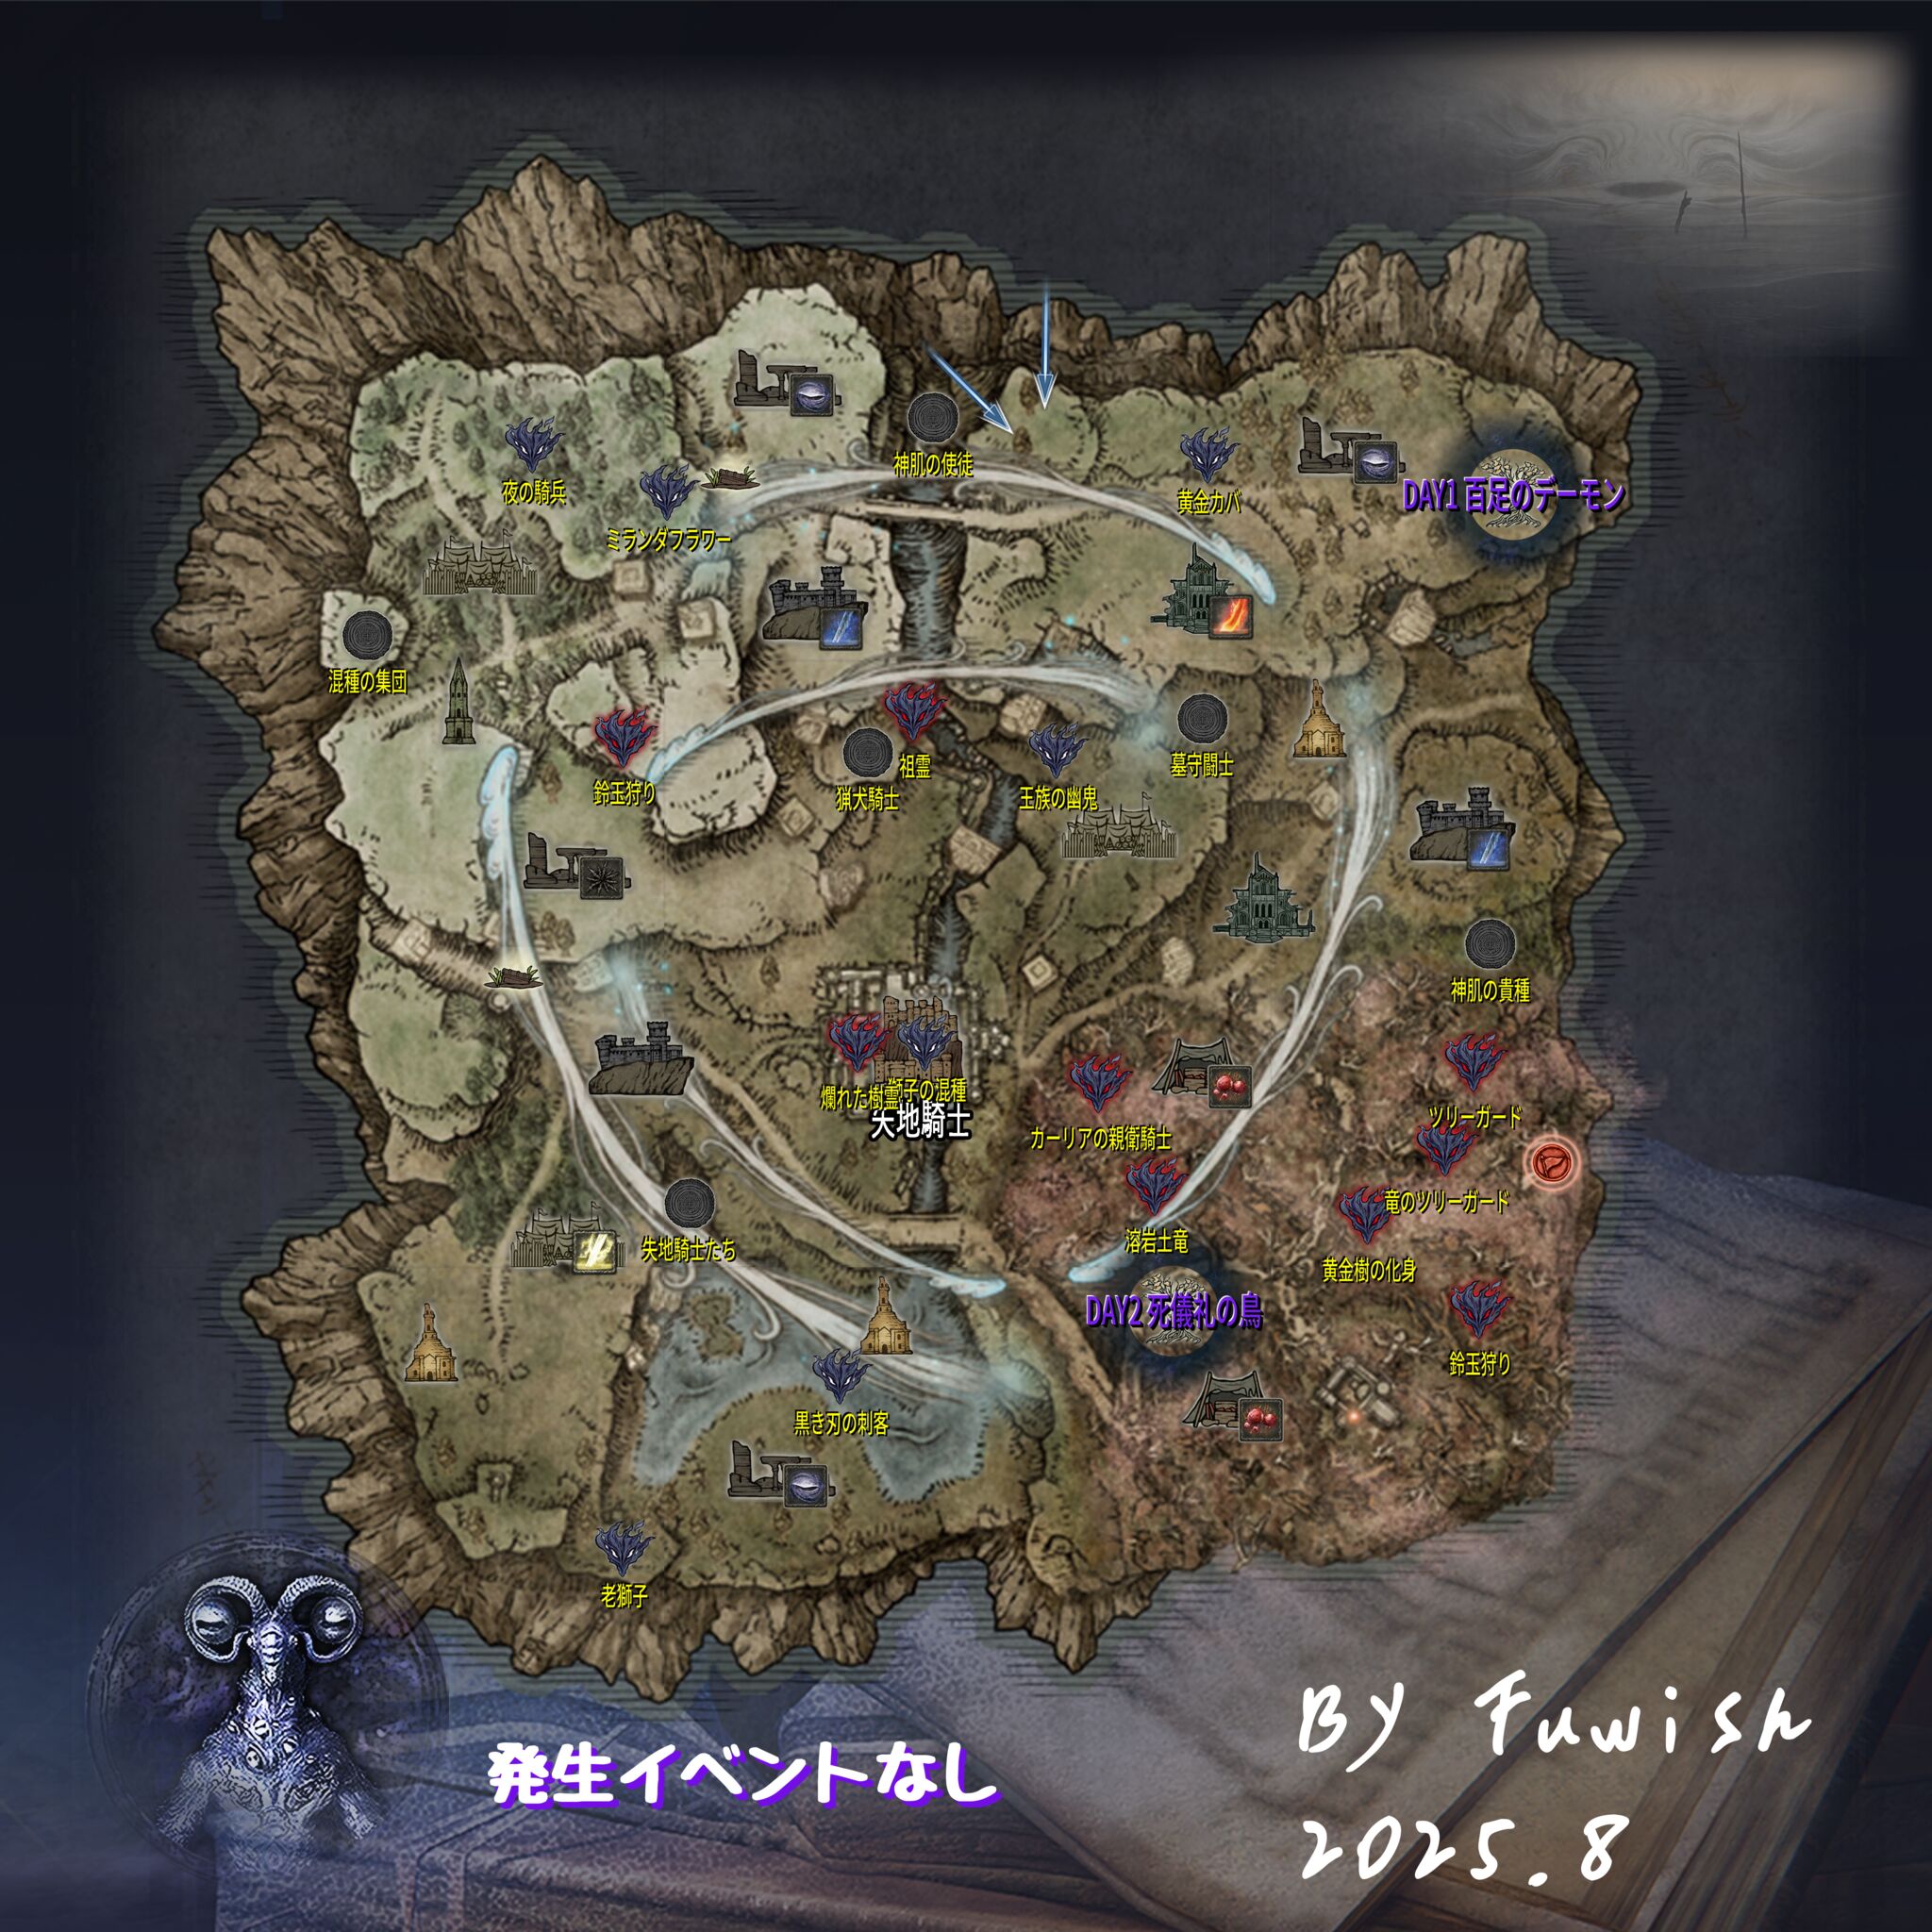 神肌の使徒
夜の騎兵
黄金カバ
DAY1 百足のデーモン
ミランダフラワー
混種の集団
鈴玉狩り
祖霊
猟犬騎士
王族の幽鬼
墓守闘士
神肌の貴種
爛れた樹霊
獅子の混種
失地騎士
カーリアの親衛騎士
ツリーガード
竜のツリーガード
失地騎士たち
溶岩土竜
黄金樹の化身
DAY2 死儀礼の鳥
鈴玉狩り
黒き刃の刺客
老獅子
発生イベントなし
BY Fuwish
2025.8